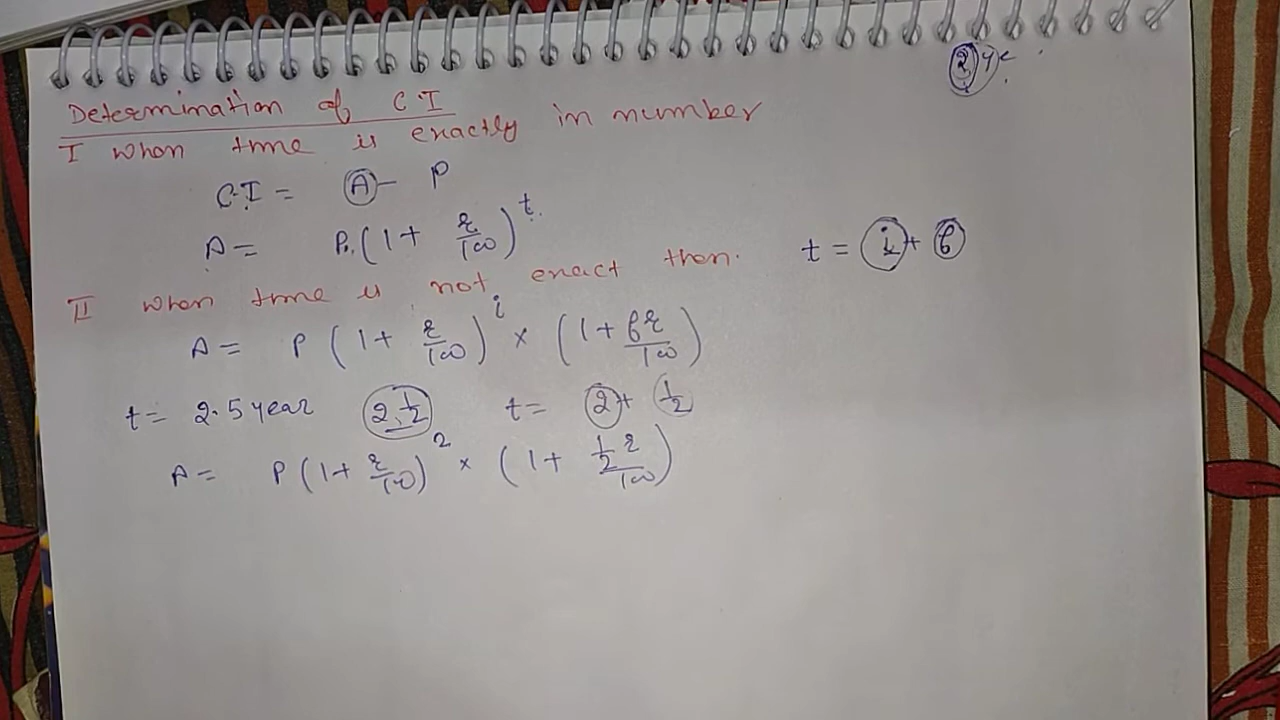 2 ye
Determination of C.I
I when time is exactly in number
C.I = A - P
A = P. (1 + r/100)^t
II when time is not exact then. t = i + f
A = P (1 + r/100)^i × (1 + fr/100)
t = 2.5 year 2 1/2 t = 2 + 1/2
A = P (1 + r/100)^2 × (1 + 1/2 r/100)